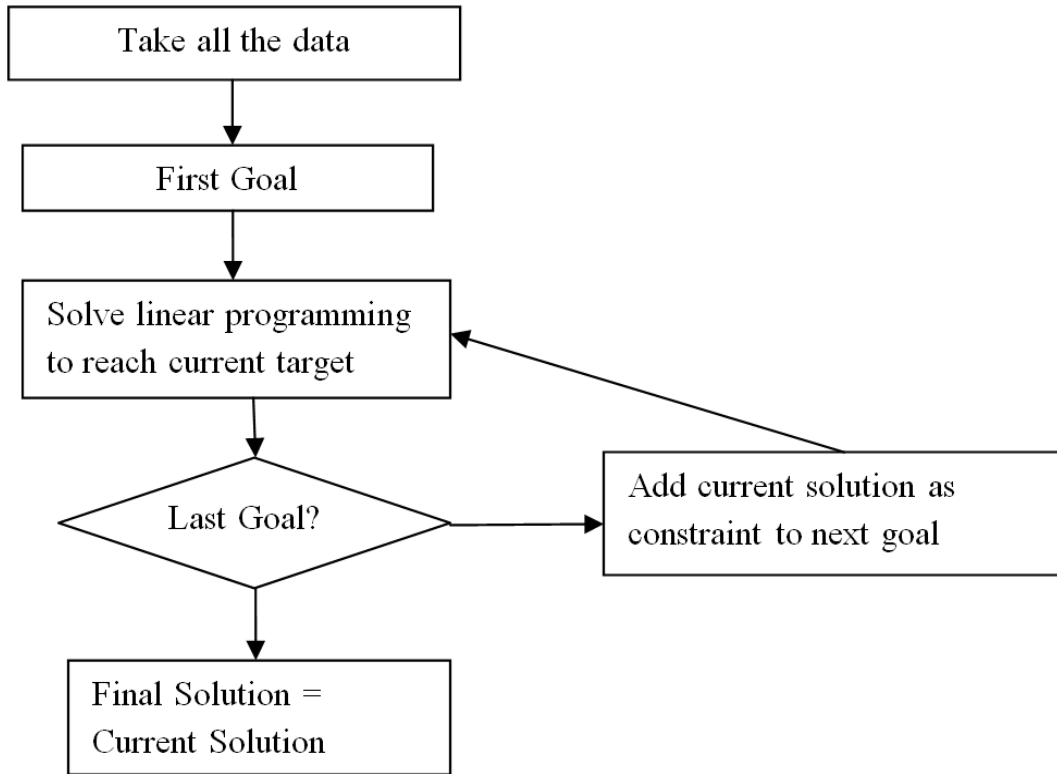 Take all the data
First Goal
Solve linear programming
to reach current target
Last Goal?
Add current solution as
constraint to next goal
Final Solution =
Current Solution